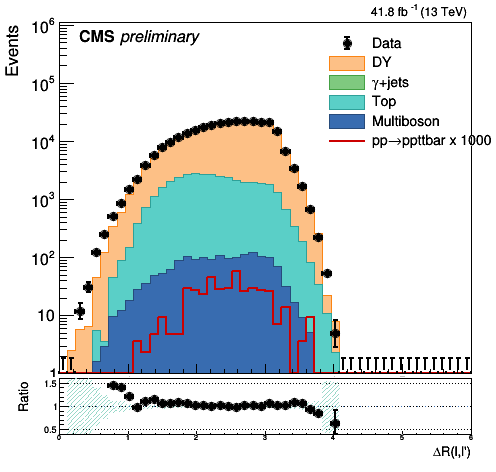 41.8 fb⁻¹ (13 TeV)
CMS preliminary
Events
10⁶
10⁵
10⁴
10³
10²
10
1
Data
DY
γ+jets
Top
Multiboson
pp→ppttbar x 1000
Ratio
1.5
1
0.5
0 1 2 3 4 5 6
ΔR(l,l')